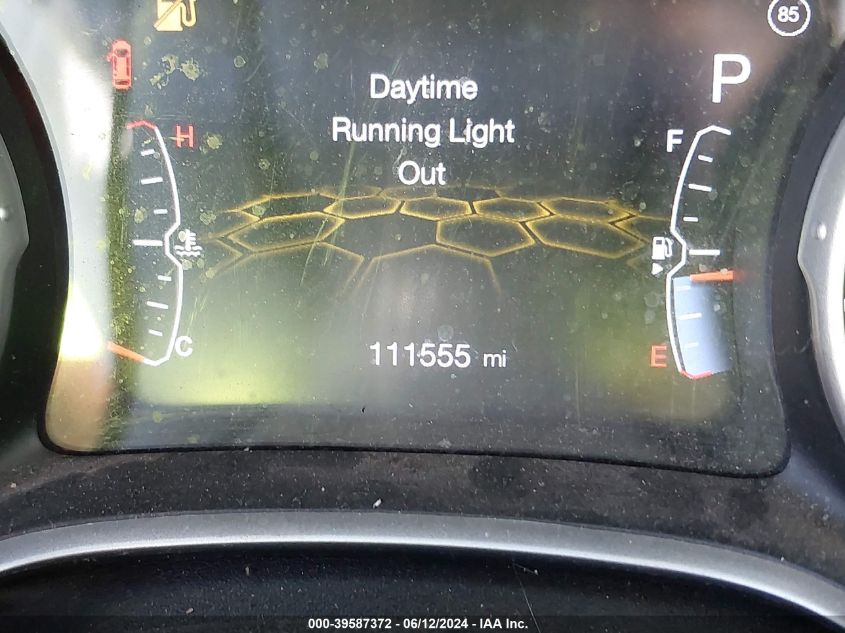 85
P
Daytime
Running Light
Out
H
F
C
E
111555 mi
000-39587372 - 06/12/2024 - IAA Inc.